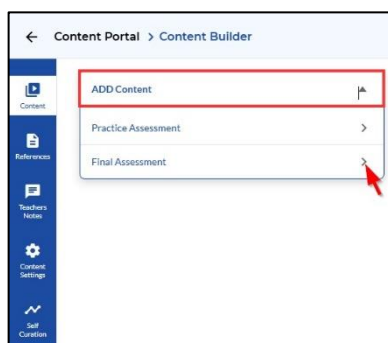 Content Portal > Content Builder
ADD Content
Content
Practice Assessment
References
Final Assessment
Teachers
Notes
Content
Settings
Self
Curation